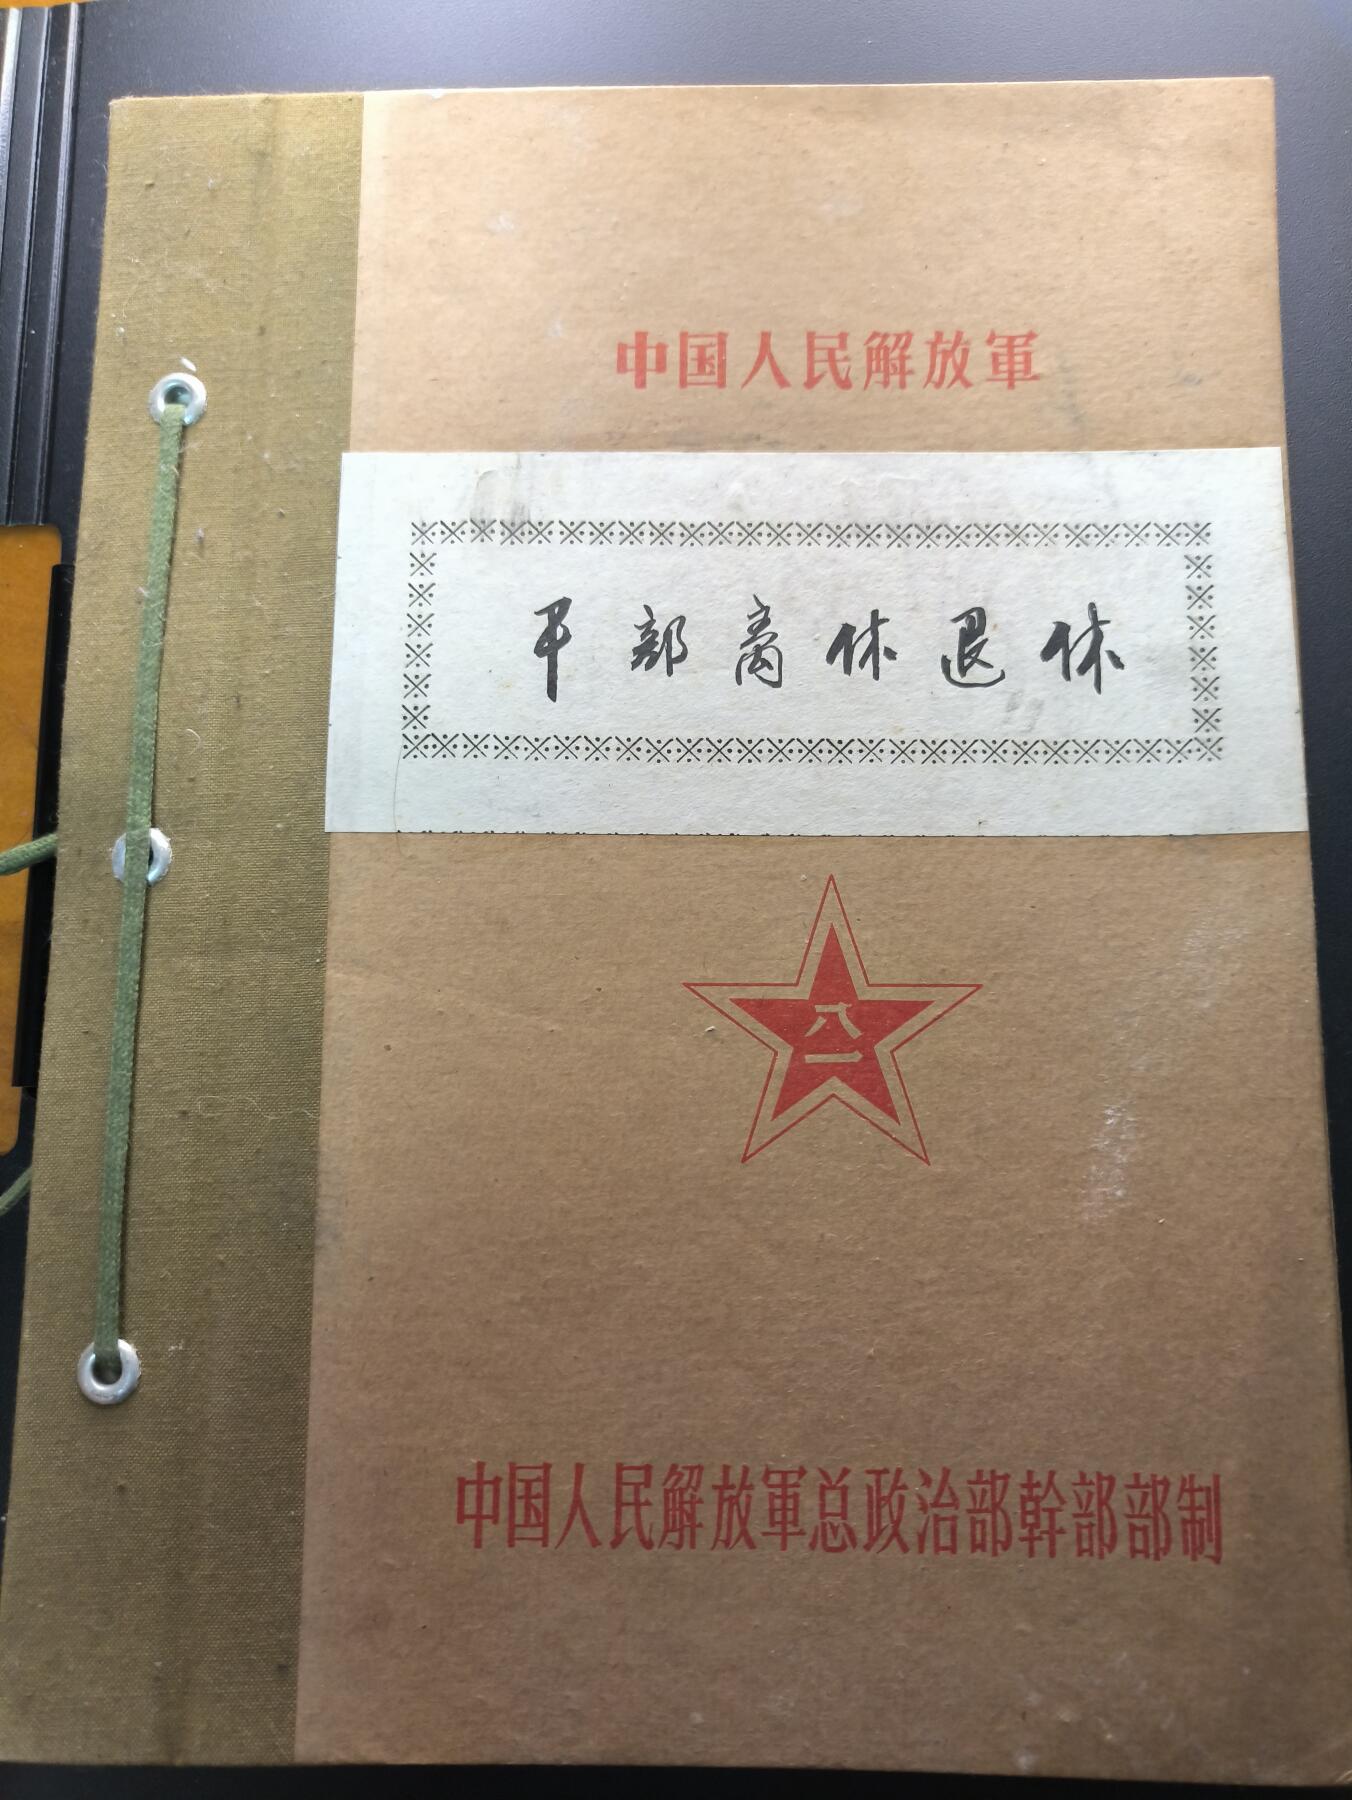 中国人民解放軍
干部离休退休
八一
中国人民解放軍总政治部幹部部制